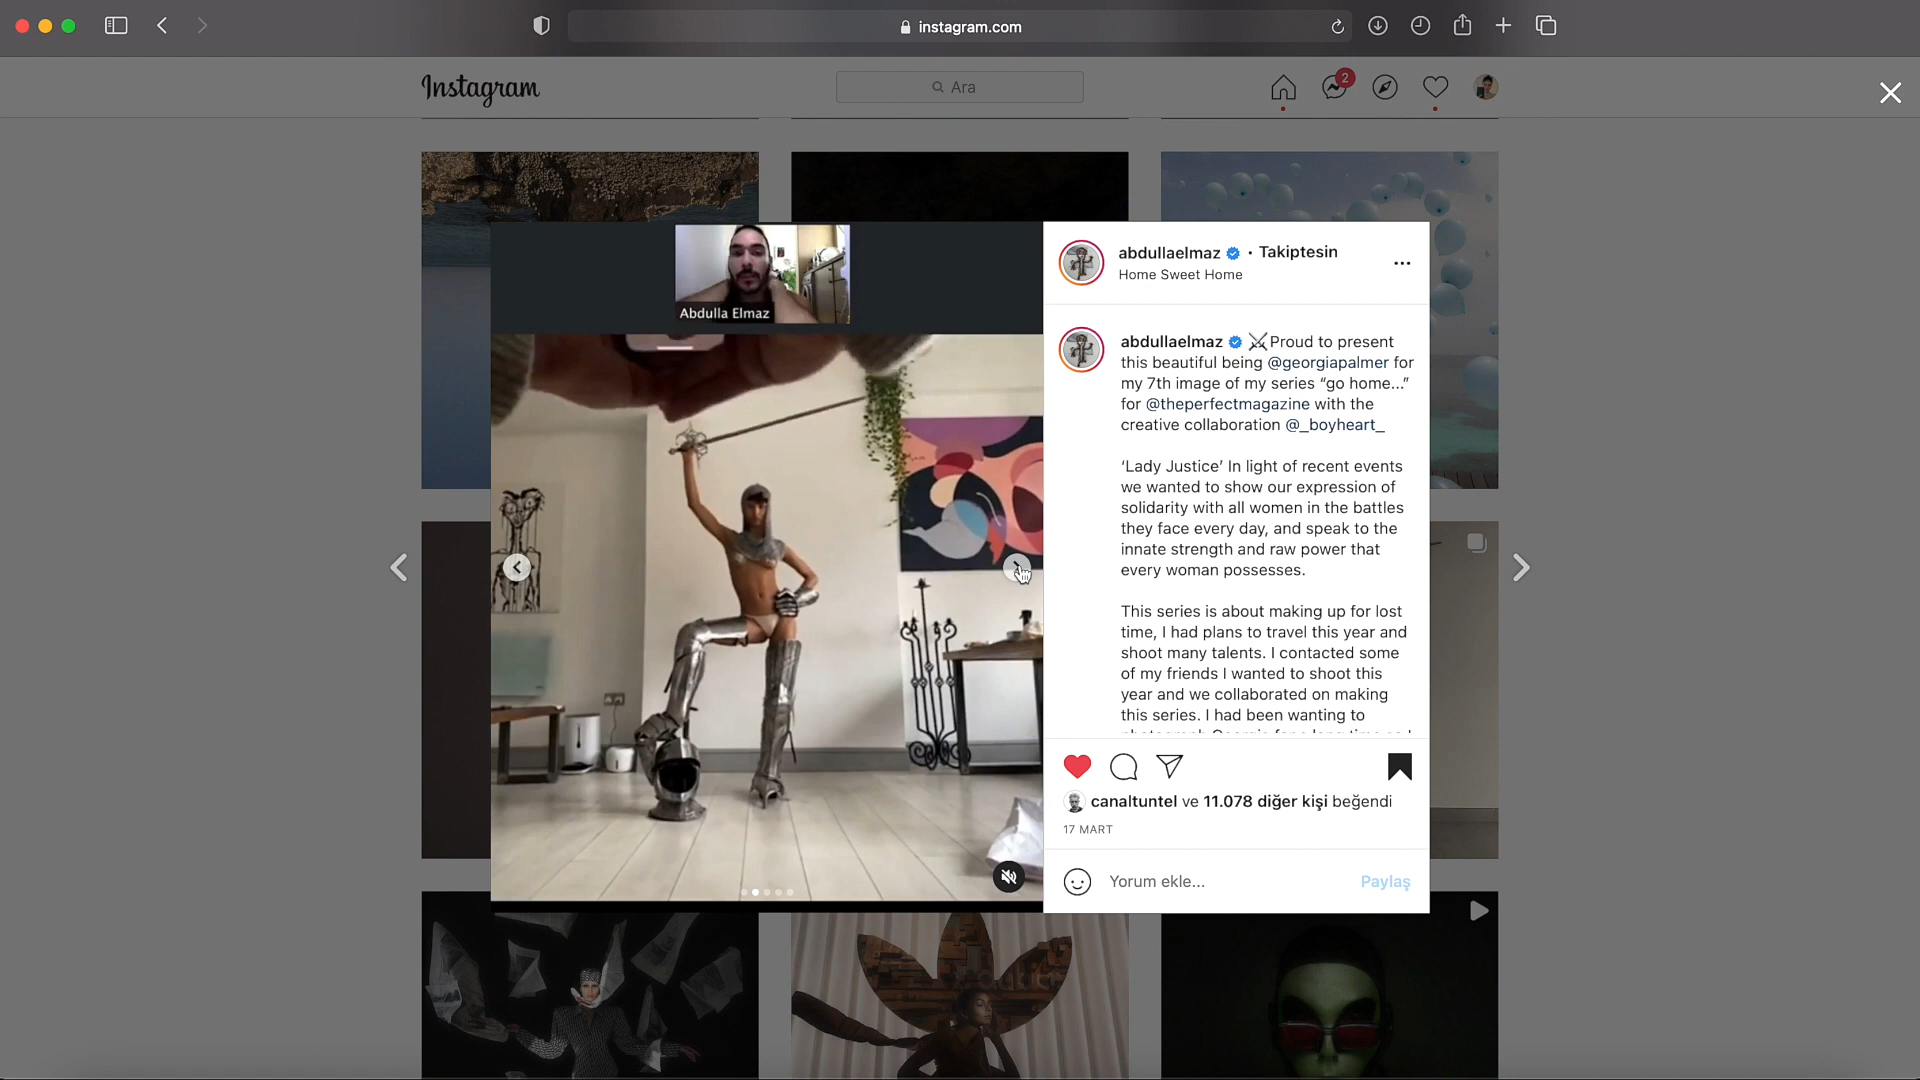 instagram.com
Instagram
Ara
2
Abdulla Elmaz
abdullaelmaz • Takiptesin
Home Sweet Home
abdullaelmaz ⚔Proud to present
this beautiful being @georgiapalmer for
my 7th image of my series “go home...”
for @theperfectmagazine with the
creative collaboration @_boyheart_
‘Lady Justice’ In light of recent events
we wanted to show our expression of
solidarity with all women in the battles
they face every day, and speak to the
innate strength and raw power that
every woman possesses.
This series is about making up for lost
time, I had plans to travel this year and
shoot many talents. I contacted some
of my friends I wanted to shoot this
year and we collaborated on making
this series. I had been wanting to
canaltuntel ve 11.078 diğer kişi beğendi
17 MART
Yorum ekle...
Paylaş